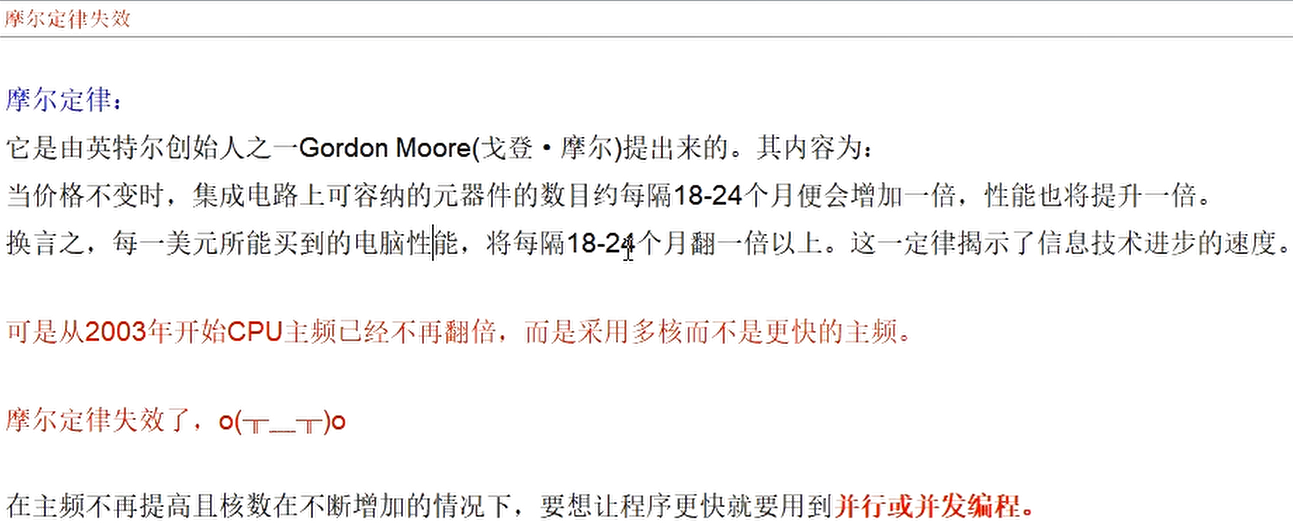 摩尔定律失效
摩尔定律：
它是由英特尔创始人之一Gordon Moore(戈登•摩尔)提出来的。其内容为：
当价格不变时，集成电路上可容纳的元器件的数目约每隔18-24个月便会增加一倍，性能也将提升一倍。
换言之，每一美元所能买到的电脑性能，将每隔18-24个月翻一倍以上。这一定律揭示了信息技术进步的速度。
可是从2003年开始CPU主频已经不再翻倍，而是采用多核而不是更快的主频。
摩尔定律失效了，o(╥﹏╥)o
在主频不再提高且核数在不断增加的情况下，要想让程序更快就要用到并行或并发编程。